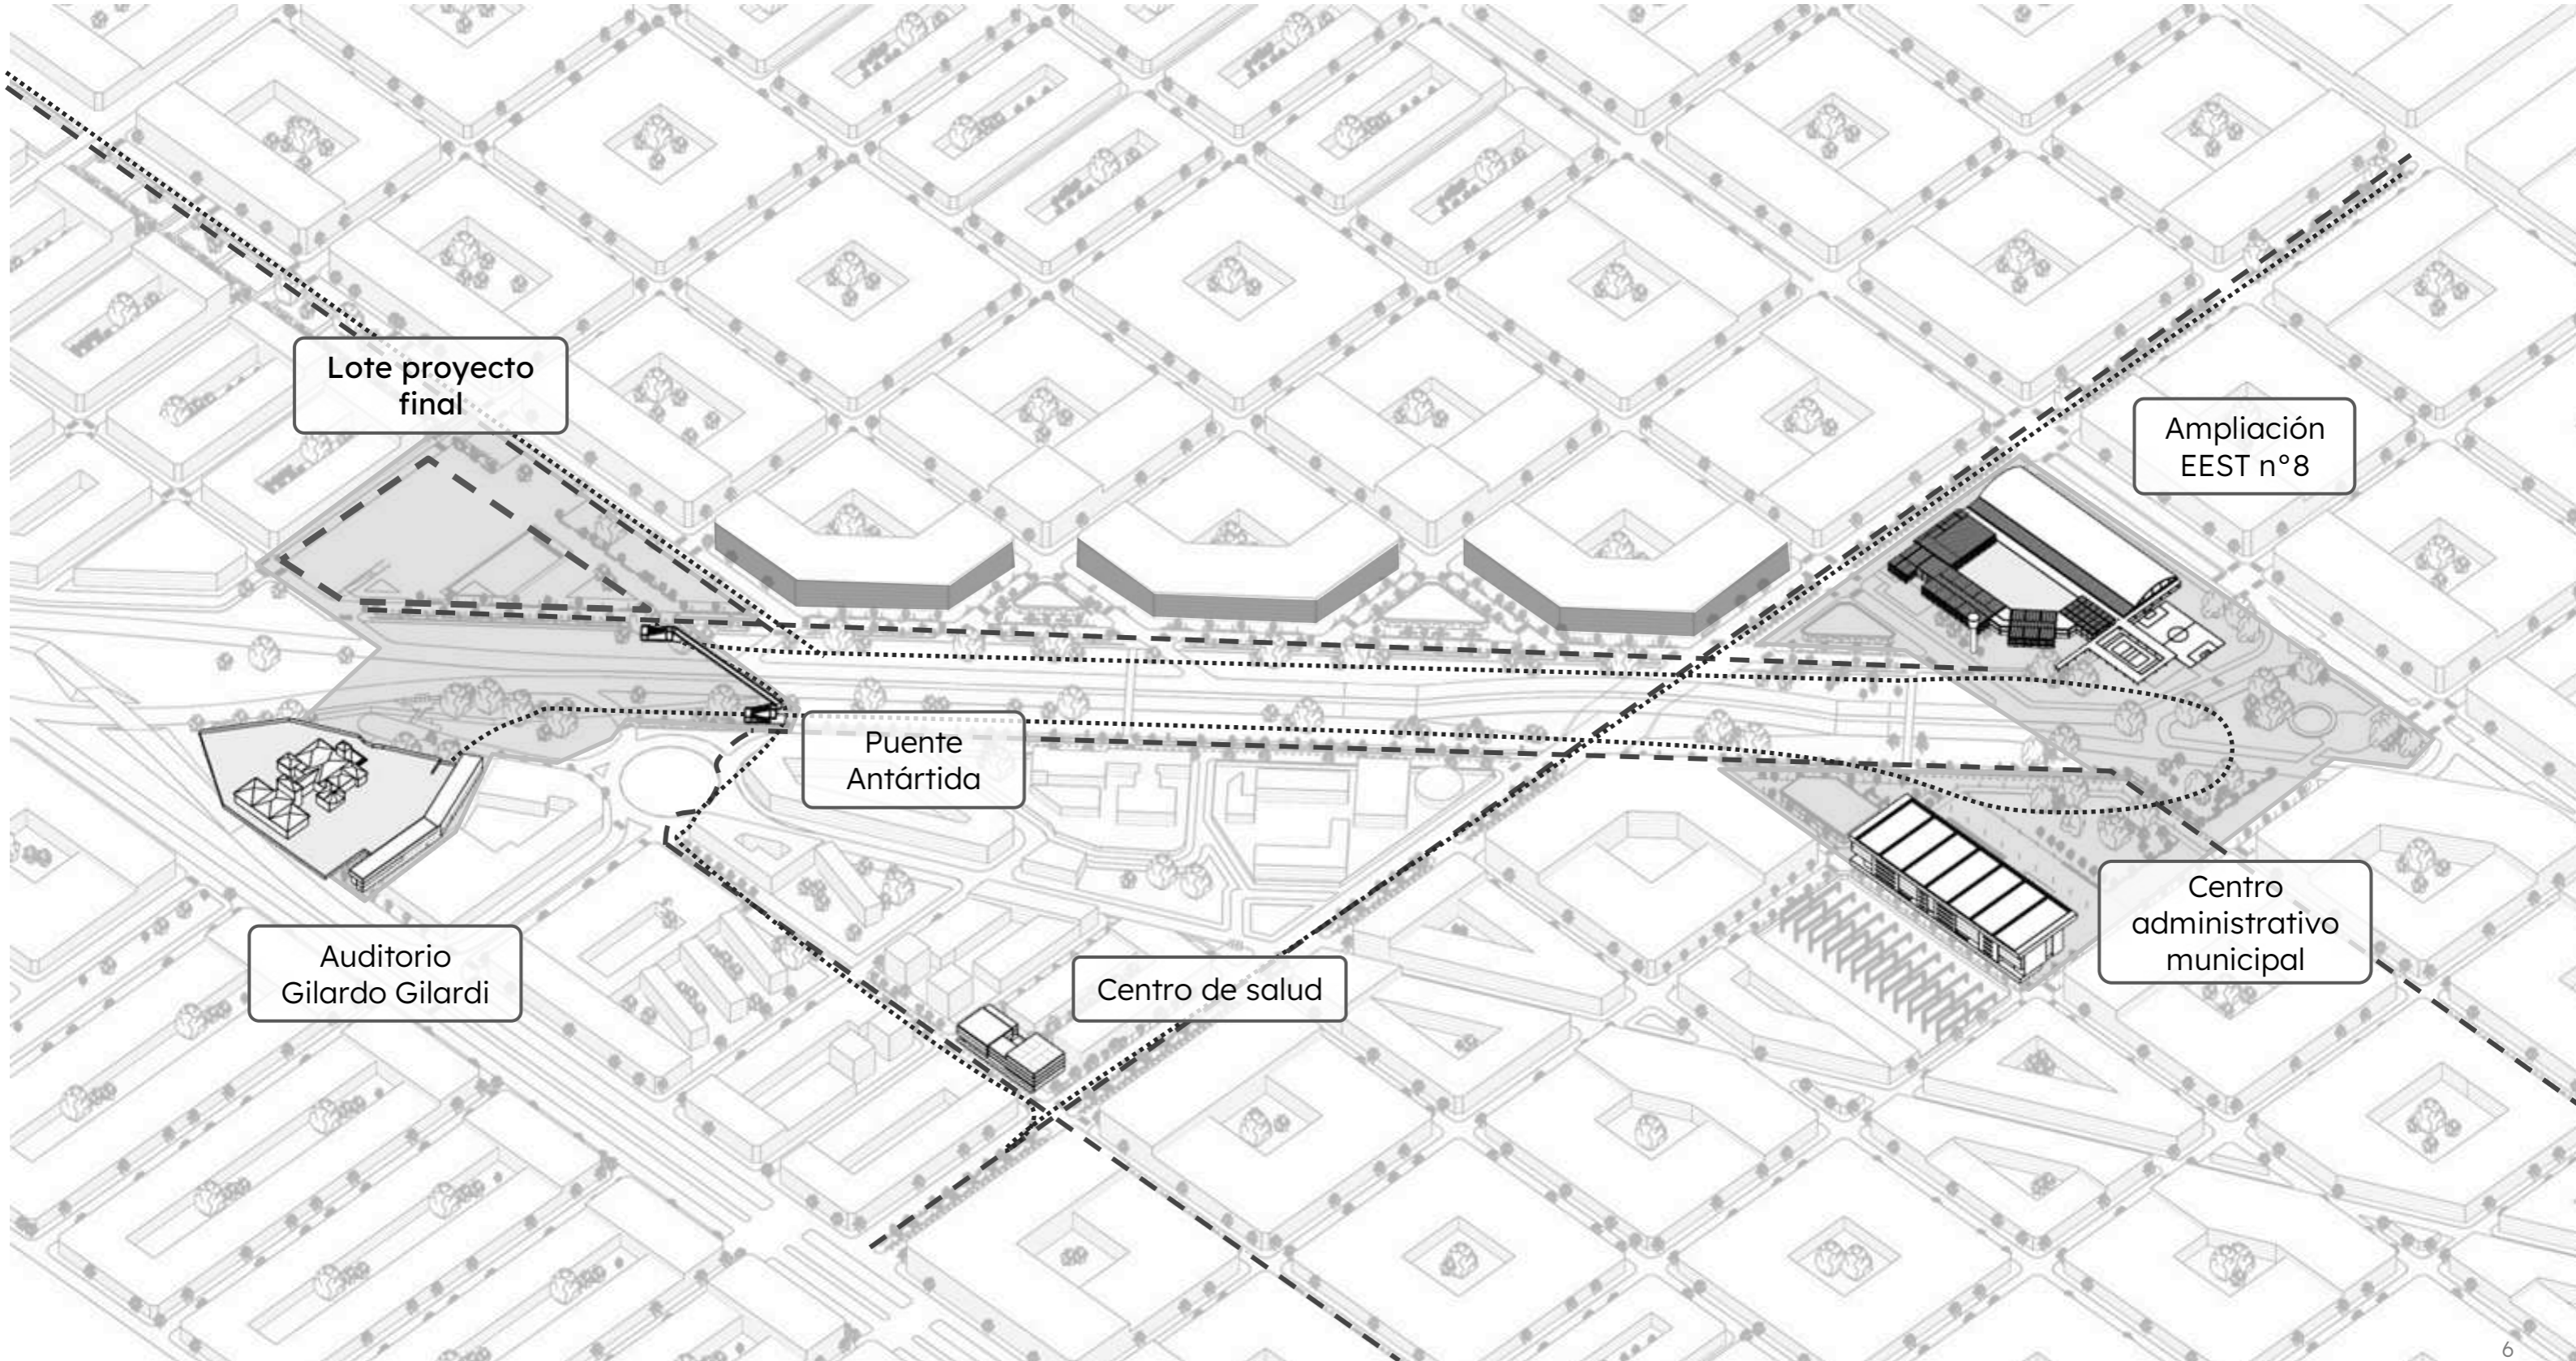 Lote proyecto
final
Ampliación
EEST n°8
Puente
Antártida
Centro
administrativo
municipal
Auditorio
Gilardo Gilardi
Centro de salud
6